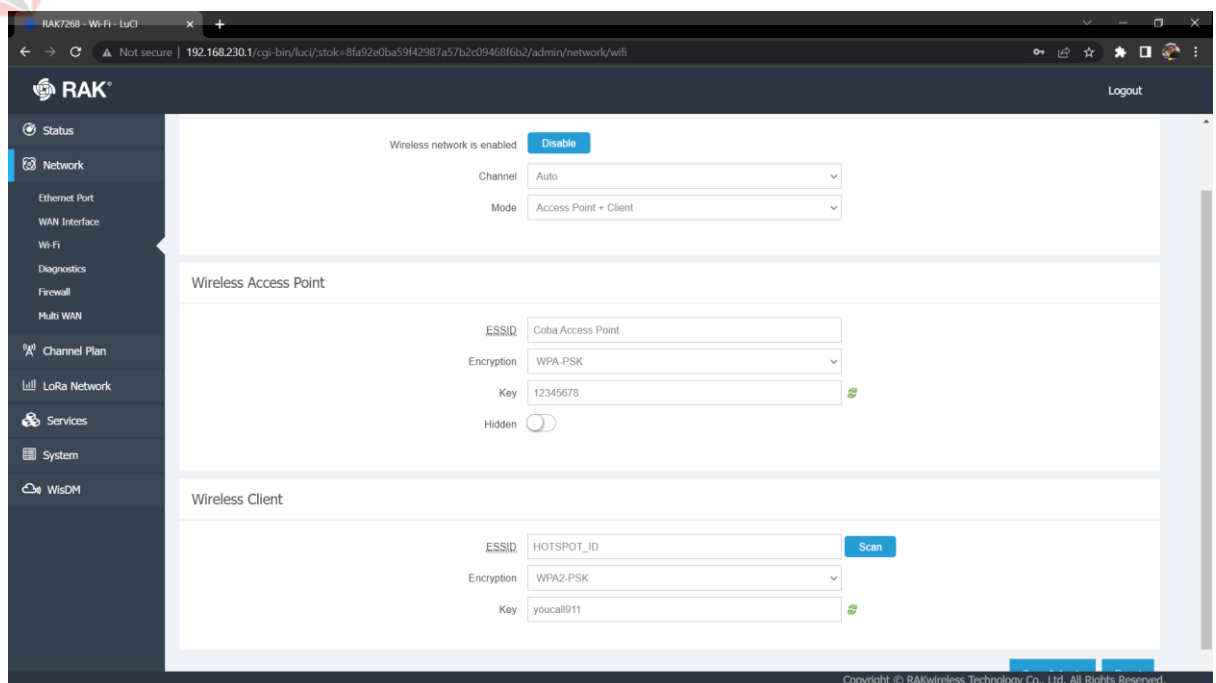 RAK7268 - Wi-Fi - LuCI
Not secure | 192.168.230.1/cgi-bin/luci/;stok=8fa92e0ba59f42987a57b2c09468f6b2/admin/network/wifi
RAK°
Logout
Status
Network
Ethernet Port
WAN Interface
Wi-Fi
Diagnostics
Firewall
Multi WAN
Channel Plan
LoRa Network
Services
System
WisDM
Wireless network is enabled Disable
Channel Auto
Mode Access Point + Client
Wireless Access Point
ESSID Coba Access Point
Encryption WPA-PSK
Key 12345678
Hidden
Wireless Client
ESSID HOTSPOT_ID Scan
Encryption WPA2-PSK
Key youcall911
Copyright © RAKwireless Technology Co., Ltd. All Rights Reserved.